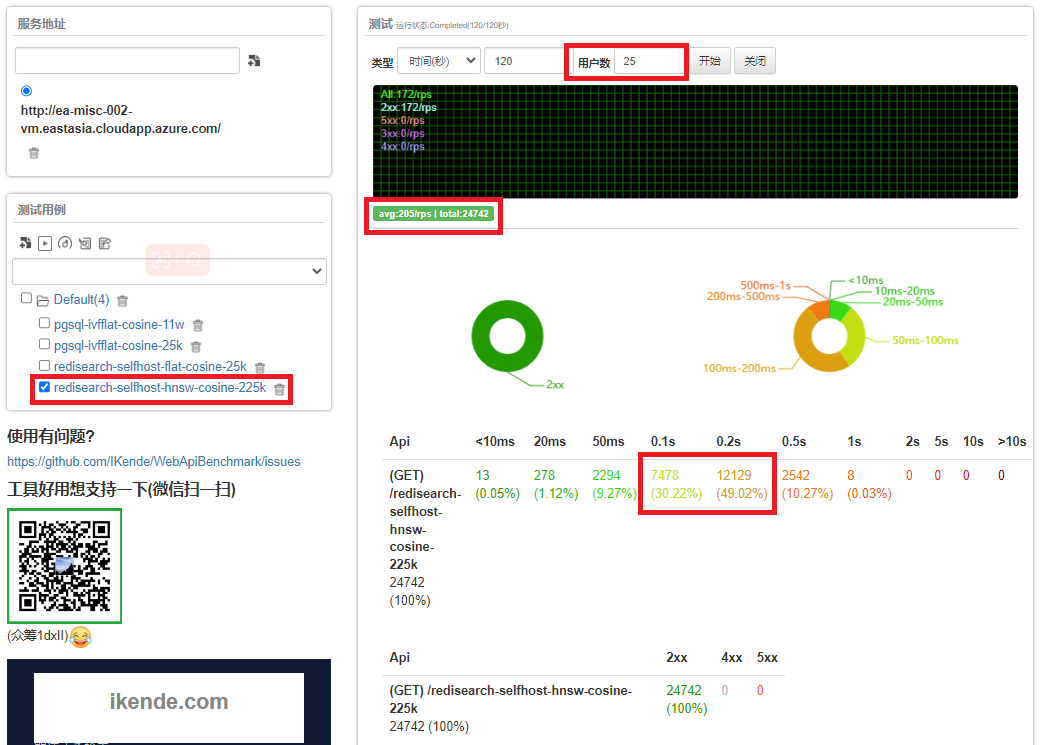 服务地址
http://ea-misc-002-
vm.eastasia.cloudapp.azure.com/
测试用例
Default(4)
pgsql-ivfflat-cosine-11w
pgsql-ivfflat-cosine-25k
redisearch-selfhost-flat-cosine-25k
redisearch-selfhost-hnsw-cosine-225k
使用有问题?
https://github.com/IKende/WebApiBenchmark/issues
工具好用想支持一下(微信扫一扫)
(众筹1dxII)
ikende.com
测试 运行状态:Completed(120/120秒)
类型 时间(秒) 120 用户数 25 开始 关闭
All:172/rps
2xx:172/rps
5xx:0/rps
3xx:0/rps
4xx:0/rps
avg:205/rps | total:24742
2xx
500ms-1s
200ms-500ms
<10ms
10ms-20ms
20ms-50ms
50ms-100ms
100ms-200ms
Api <10ms 20ms 50ms 0.1s 0.2s 0.5s 1s 2s 5s 10s >10s
(GET) 13 278 2294 7478 12129 2542 8 0 0 0 0
/redisearch- (0.05%) (1.12%) (9.27%) (30.22%) (49.02%) (10.27%) (0.03%)
selfhost-
hnsw-
cosine-
225k
24742
(100%)
Api 2xx 4xx 5xx
(GET) /redisearch-selfhost-hnsw-cosine- 24742 0 0
225k (100%)
24742 (100%)